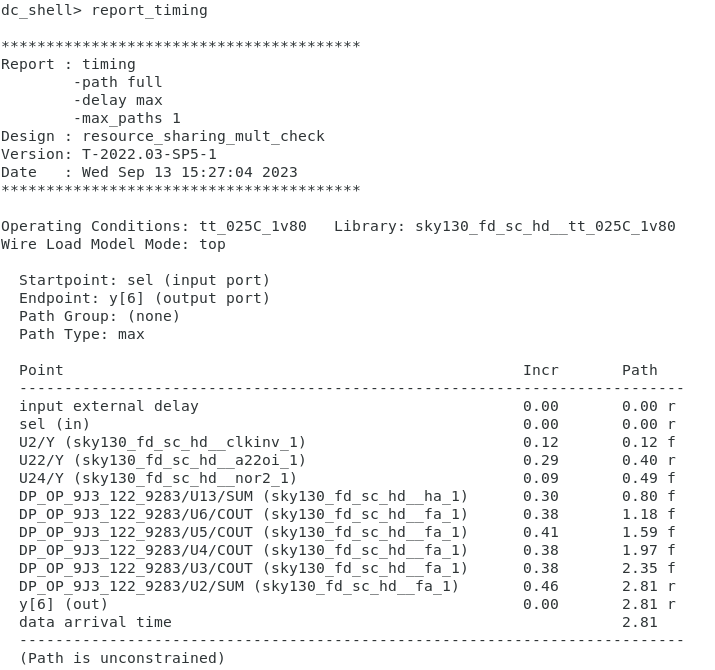 dc_shell> report_timing

****************************************
Report : timing
        -path full
        -delay max
        -max_paths 1
Design : resource_sharing_mult_check
Version: T-2022.03-SP5-1
Date   : Wed Sep 13 15:27:04 2023
****************************************

Operating Conditions: tt_025C_1v80   Library: sky130_fd_sc_hd__tt_025C_1v80
Wire Load Model Mode: top

  Startpoint: sel (input port)
  Endpoint: y[6] (output port)
  Path Group: (none)
  Path Type: max

  Point                                                   Incr       Path
  --------------------------------------------------------------------------
  input external delay                                    0.00       0.00 r
  sel (in)                                                0.00       0.00 r
  U2/Y (sky130_fd_sc_hd__clkinv_1)                        0.12       0.12 f
  U22/Y (sky130_fd_sc_hd__a22oi_1)                        0.29       0.40 r
  U24/Y (sky130_fd_sc_hd__nor2_1)                         0.09       0.49 f
  DP_OP_9J3_122_9283/U13/SUM (sky130_fd_sc_hd__ha_1)      0.30       0.80 f
  DP_OP_9J3_122_9283/U6/COUT (sky130_fd_sc_hd__fa_1)      0.38       1.18 f
  DP_OP_9J3_122_9283/U5/COUT (sky130_fd_sc_hd__fa_1)      0.41       1.59 f
  DP_OP_9J3_122_9283/U4/COUT (sky130_fd_sc_hd__fa_1)      0.38       1.97 f
  DP_OP_9J3_122_9283/U3/COUT (sky130_fd_sc_hd__fa_1)      0.38       2.35 f
  DP_OP_9J3_122_9283/U2/SUM (sky130_fd_sc_hd__fa_1)       0.46       2.81 r
  y[6] (out)                                              0.00       2.81 r
  data arrival time                                                  2.81
  --------------------------------------------------------------------------
  (Path is unconstrained)